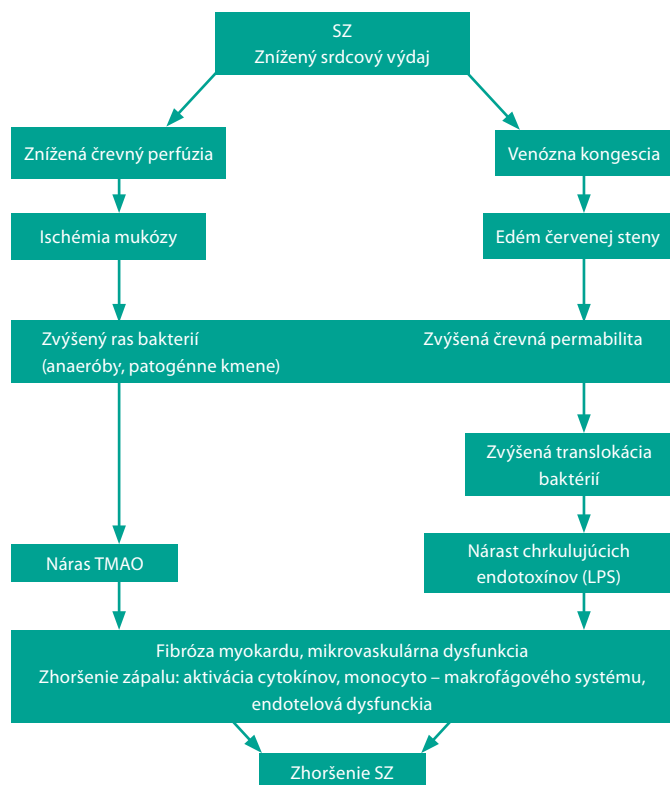 SZ
Znížený srdcový výdaj
Znížená črevný perfúzia
Venózna kongescia
Ischémia mukózy
Edém červenej steny
Zvýšený ras bakterií
(anaeróby, patogénne kmene)
Zvýšená črevná permabilita
Zvýšená translokácia
baktérií
Náras TMAO
Nárast chrkulujúcich
endotoxínov (LPS)
Fibróza myokardu, mikrovaskulárna dysfunkcia
Zhoršenie zápalu: aktivácia cytokínov, monocyto – makrofágového systému,
endotelová dysfunckia
Zhoršenie SZ